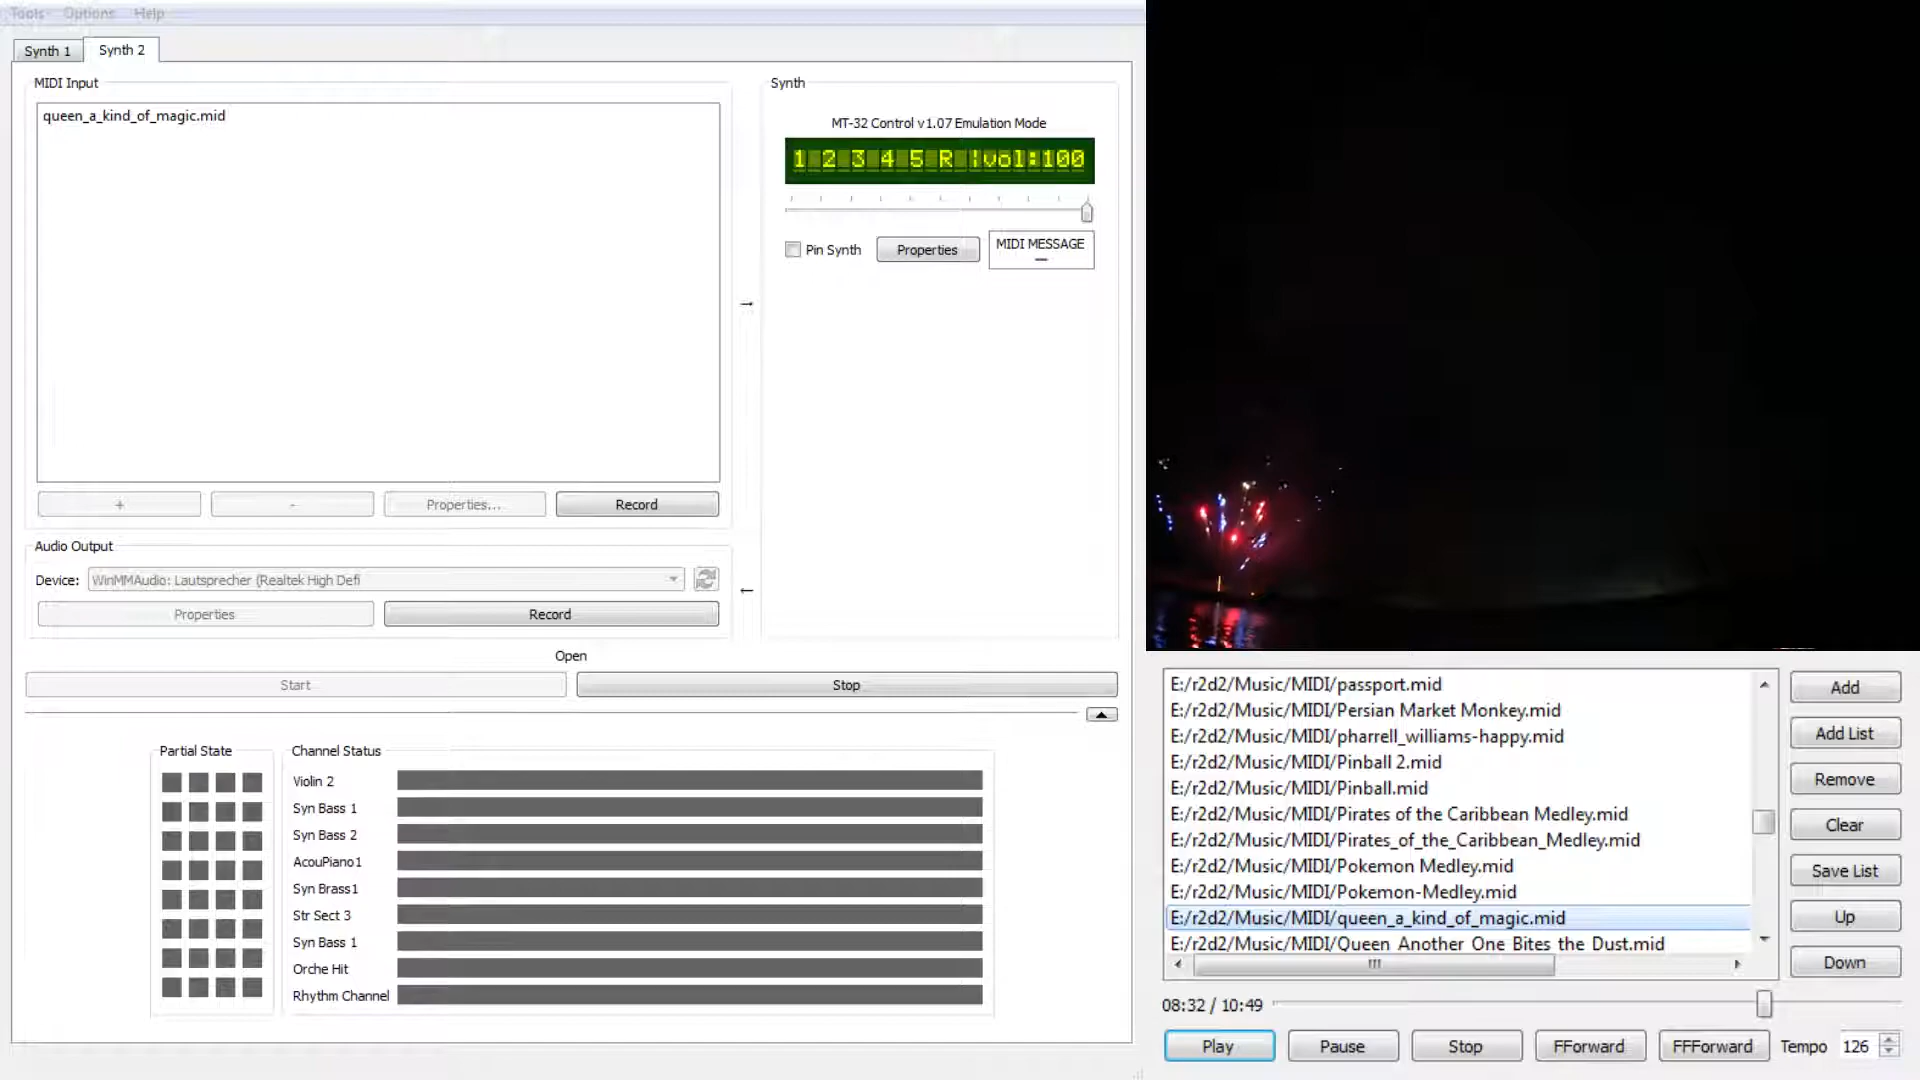 Tools Options Help
Synth 1 Synth 2
MIDI Input
queen_a_kind_of_magic.mid
+ - Properties... Record
Audio Output
Device: WinMMAudio: Lautsprecher (Realtek High Defi
Properties Record
Synth
MT-32 Control v1.07 Emulation Mode
1 2 3 4 5 R |vol:100
Pin Synth Properties MIDI MESSAGE
Open
Start Stop
Partial State Channel Status
Violin 2
Syn Bass 1
Syn Bass 2
AcouPiano1
Syn Brass1
Str Sect 3
Syn Bass 1
Orche Hit
Rhythm Channel
E:/r2d2/Music/MIDI/passport.mid
E:/r2d2/Music/MIDI/Persian Market Monkey.mid
E:/r2d2/Music/MIDI/pharrell_williams-happy.mid
E:/r2d2/Music/MIDI/Pinball 2.mid
E:/r2d2/Music/MIDI/Pinball.mid
E:/r2d2/Music/MIDI/Pirates of the Caribbean Medley.mid
E:/r2d2/Music/MIDI/Pirates_of_the_Caribbean_Medley.mid
E:/r2d2/Music/MIDI/Pokemon Medley.mid
E:/r2d2/Music/MIDI/Pokemon-Medley.mid
E:/r2d2/Music/MIDI/queen_a_kind_of_magic.mid
E:/r2d2/Music/MIDI/Queen Another One Bites the Dust.mid
Add
Add List
Remove
Clear
Save List
Up
Down
08:32 / 10:49
Play Pause Stop FForward FFForward Tempo 126